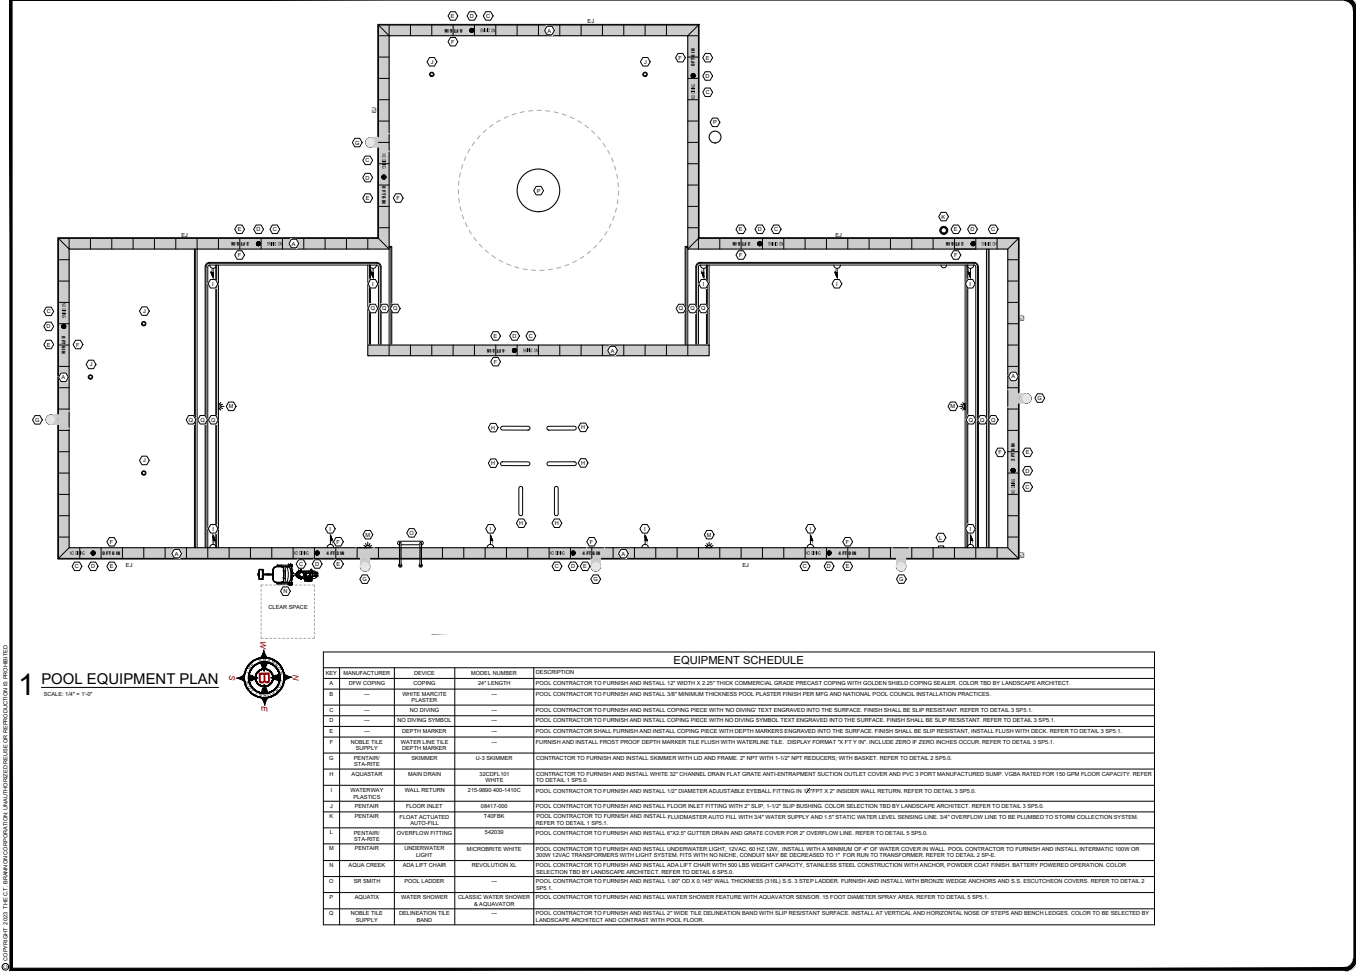 EJ
EJ
EJ
EJ
EJ
EJ
EJ
EJ
CLEAR SPACE
1 POOL EQUIPMENT PLAN
SCALE: 1/4" = 1'-0"
W
S
N
E
B
EQUIPMENT SCHEDULE
KEY MANUFACTURER DEVICE MODEL NUMBER DESCRIPTION
A DFW COPING COPING 24" LENGTH POOL CONTRACTOR TO FURNISH AND INSTALL 12" WIDTH X 2.25" THICK COMMERCIAL GRADE PRECAST COPING WITH GOLDEN SHIELD COPING SEALER. COLOR TBD BY LANDSCAPE ARCHITECT.
B — WHITE MARCITE PLASTER — POOL CONTRACTOR TO FURNISH AND INSTALL 3/8" MINIMUM THICKNESS POOL PLASTER FINISH PER MFG AND NATIONAL POOL COUNCIL INSTALLATION PRACTICES.
C — NO DIVING — POOL CONTRACTOR TO FURNISH AND INSTALL COPING PIECE WITH 'NO DIVING' TEXT ENGRAVED INTO THE SURFACE. FINISH SHALL BE SLIP RESISTANT. REFER TO DETAIL 3 SP5.1.
D — NO DIVING SYMBOL — POOL CONTRACTOR TO FURNISH AND INSTALL COPING PIECE WITH NO DIVING SYMBOL TEXT ENGRAVED INTO THE SURFACE. FINISH SHALL BE SLIP RESISTANT. REFER TO DETAIL 3 SP5.1.
E — DEPTH MARKER — POOL CONTRACTOR SHALL FURNISH AND INSTALL COPING PIECE WITH DEPTH MARKERS ENGRAVED INTO THE SURFACE. FINISH SHALL BE SLIP RESISTANT, INSTALL FLUSH WITH DECK. REFER TO DETAIL 3 SP5.1.
F NOBLE TILE SUPPLY WATER LINE TILE DEPTH MARKER — FURNISH AND INSTALL FROST PROOF DEPTH MARKER TILE FLUSH WITH WATERLINE TILE. DISPLAY FORMAT "X FT Y IN". INCLUDE ZERO IF ZERO INCHES OCCUR. REFER TO DETAIL 3 SP5.1.
G PENTAIR/ STA-RITE SKIMMER U-3 SKIMMER CONTRACTOR TO FURNISH AND INSTALL SKIMMER WITH LID AND FRAME. 2" NPT WITH 1-1/2" NPT REDUCERS; WITH BASKET. REFER TO DETAIL 2 SP5.0.
H AQUASTAR MAIN DRAIN 32CDFL101 WHITE CONTRACTOR TO FURNISH AND INSTALL WHITE 32" CHANNEL DRAIN FLAT GRATE ANTI-ENTRAPMENT SUCTION OUTLET COVER AND PVC 3 PORT MANUFACTURED SUMP. VGBA RATED FOR 150 GPM FLOOR CAPACITY. REFER TO DETAIL 1 SP5.0.
I WATERWAY PLASTICS WALL RETURN 215-9890 400-1410C POOL CONTRACTOR TO FURNISH AND INSTALL 1/2" DIAMETER ADJUSTABLE EYEBALL FITTING IN X 2" INSIDER WALL RETURN. REFER TO DETAIL 3 SP5.0.
J PENTAIR FLOOR INLET 08417-000 POOL CONTRACTOR TO FURNISH AND INSTALL FLOOR INLET FITTING WITH 2" SLIP, 1-1/2" SLIP BUSHING. COLOR SELECTION TBD BY LANDSCAPE ARCHITECT. REFER TO DETAIL 3 SP5.0.
K PENTAIR FLOAT ACTUATED AUTO-FILL T40FBK POOL CONTRACTOR TO FURNISH AND INSTALL FLUIDMASTER AUTO FILL WITH 3/4" WATER SUPPLY AND 1.5" STATIC WATER LEVEL SENSING LINE. 3/4" OVERFLOW LINE TO BE PLUMBED TO STORM COLLECTION SYSTEM. REFER TO DETAIL 1 SP5.1.
L PENTAIR/ STA-RITE OVERFLOW FITTING 542039 POOL CONTRACTOR TO FURNISH AND INSTALL 6"X2.5" GUTTER DRAIN AND GRATE COVER FOR 2" OVERFLOW LINE. REFER TO DETAIL 5 SP5.0.
M PENTAIR UNDERWATER LIGHT MICROBRITE WHITE POOL CONTRACTOR TO FURNISH AND INSTALL UNDERWATER LIGHT, 12VAC, 60 HZ,12W,. INSTALL WITH A MINIMUM OF 4" OF WATER COVER IN WALL. POOL CONTRACTOR TO FURNISH AND INSTALL INTERMATIC 100W OR 300W 12VAC TRANSFORMERS WITH LIGHT SYSTEM. FITS WITH NO NICHE, CONDUIT MAY BE DECREASED TO 1" FOR RUN TO TRANSFORMER. REFER TO DETAIL 2 SP-E.
N AQUA CREEK ADA LIFT CHAIR REVOLUTION XL POOL CONTRACTOR TO FURNISH AND INSTALL ADA LIFT CHAIR WITH 500 LBS WEIGHT CAPACITY, STAINLESS STEEL CONSTRUCTION WITH ANCHOR, POWDER COAT FINISH. BATTERY POWERED OPERATION. COLOR SELECTION TBD BY LANDSCAPE ARCHITECT. REFER TO DETAIL 6 SP5.0.
O SR SMITH POOL LADDER — POOL CONTRACTOR TO FURNISH AND INSTALL 1.90" OD X 0.145" WALL THICKNESS (316L) S.S. 3 STEP LADDER. FURNISH AND INSTALL WITH BRONZE WEDGE ANCHORS AND S.S. ESCUTCHEON COVERS. REFER TO DETAIL 2 SP5.1.
P AQUATIX WATER SHOWER CLASSIC WATER SHOWER & AQUAVATOR POOL CONTRACTOR TO FURNISH AND INSTALL WATER SHOWER FEATURE WITH AQUAVATOR SENSOR. 15 FOOT DIAMETER SPRAY AREA. REFER TO DETAIL 5 SP5.1.
Q NOBLE TILE SUPPLY DELINEATION TILE BAND — POOL CONTRACTOR TO FURNISH AND INSTALL 2" WIDE TILE DELINEATION BAND WITH SLIP RESISTANT SURFACE. INSTALL AT VERTICAL AND HORIZONTAL NOSE OF STEPS AND BENCH LEDGES. COLOR TO BE SELECTED BY LANDSCAPE ARCHITECT AND CONTRAST WITH POOL FLOOR.
© COPYRIGHT 2023 THE C.T. BRANNON CORPORATION. UNAUTHORIZED REUSE OR REPRODUCTION IS PROHIBITED